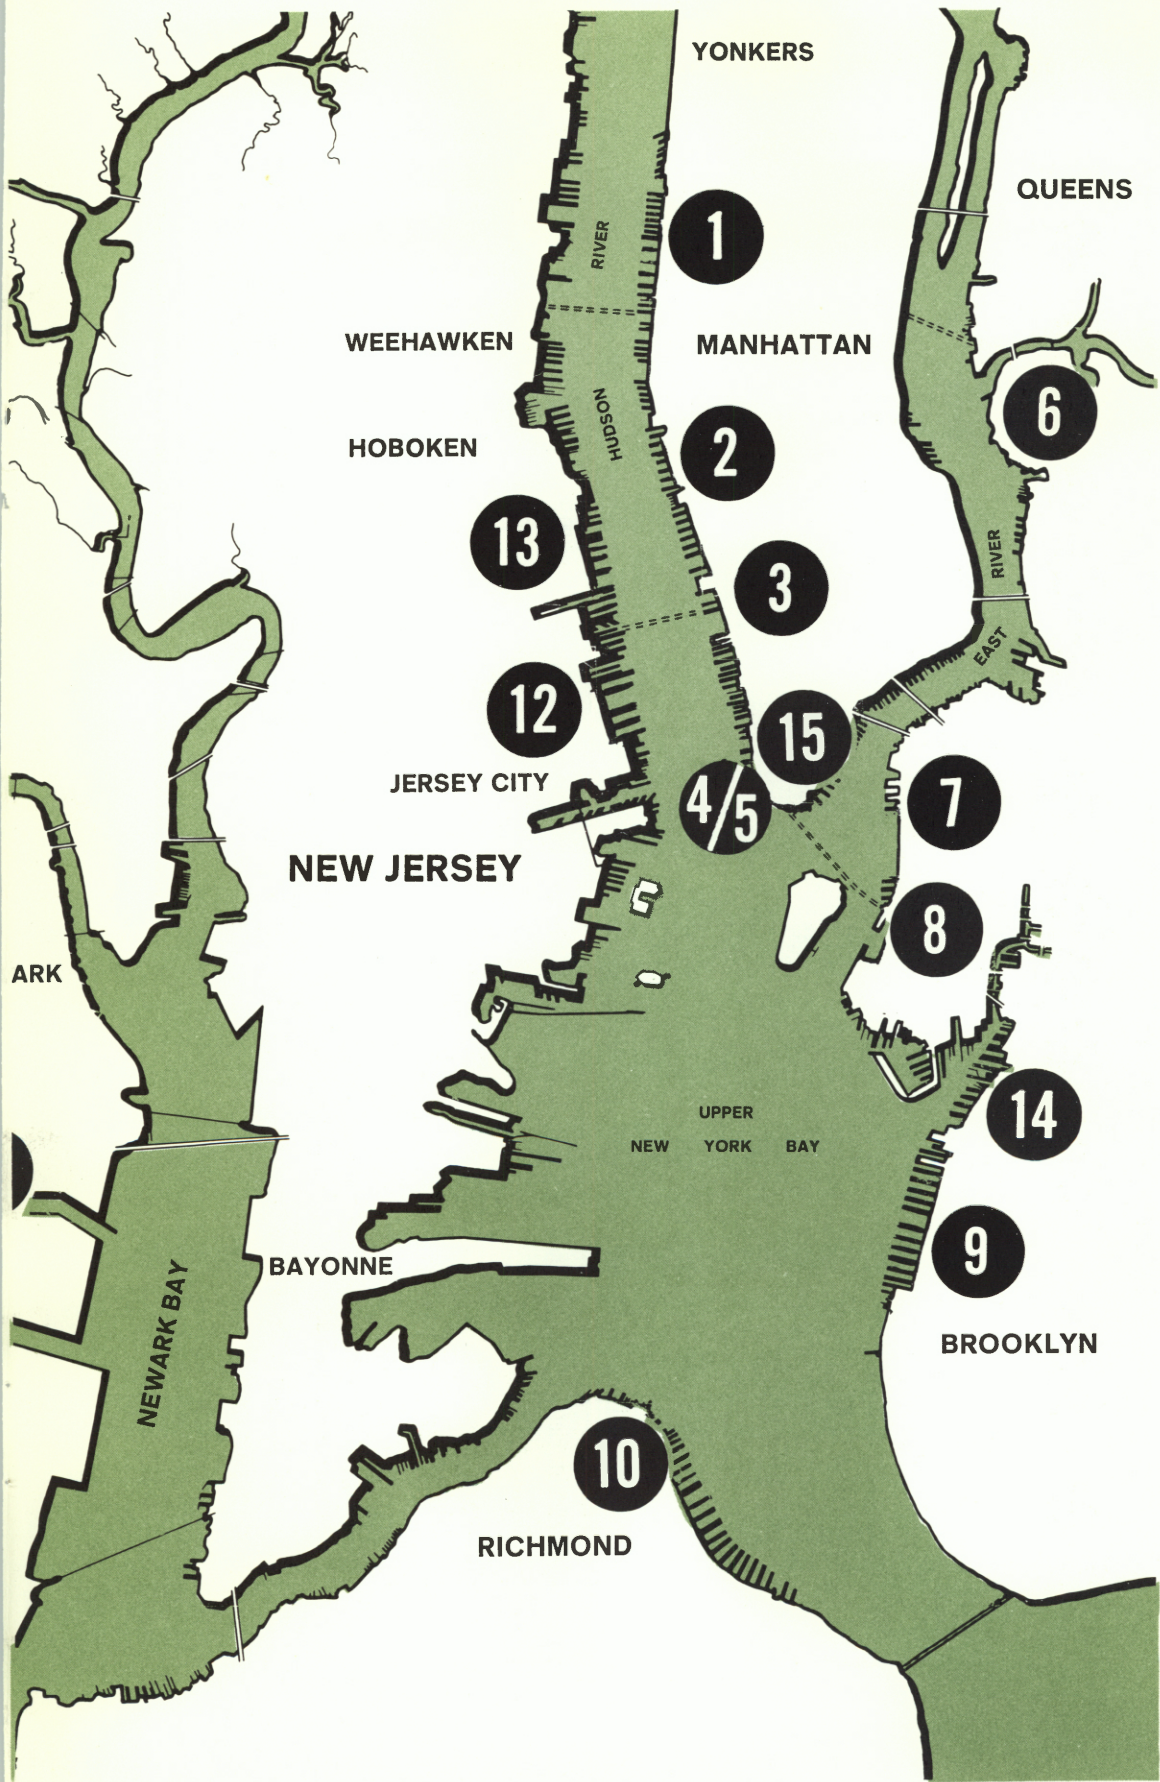 YONKERS
QUEENS
1
RIVER
WEEHAWKEN
MANHATTAN
6
HUDSON
HOBOKEN
2
13
RIVER
3
EAST
12
15
JERSEY CITY
4/5
7
NEW JERSEY
8
ARK
UPPER
14
NEW YORK BAY
9
BAYONNE
NEWARK BAY
BROOKLYN
10
RICHMOND